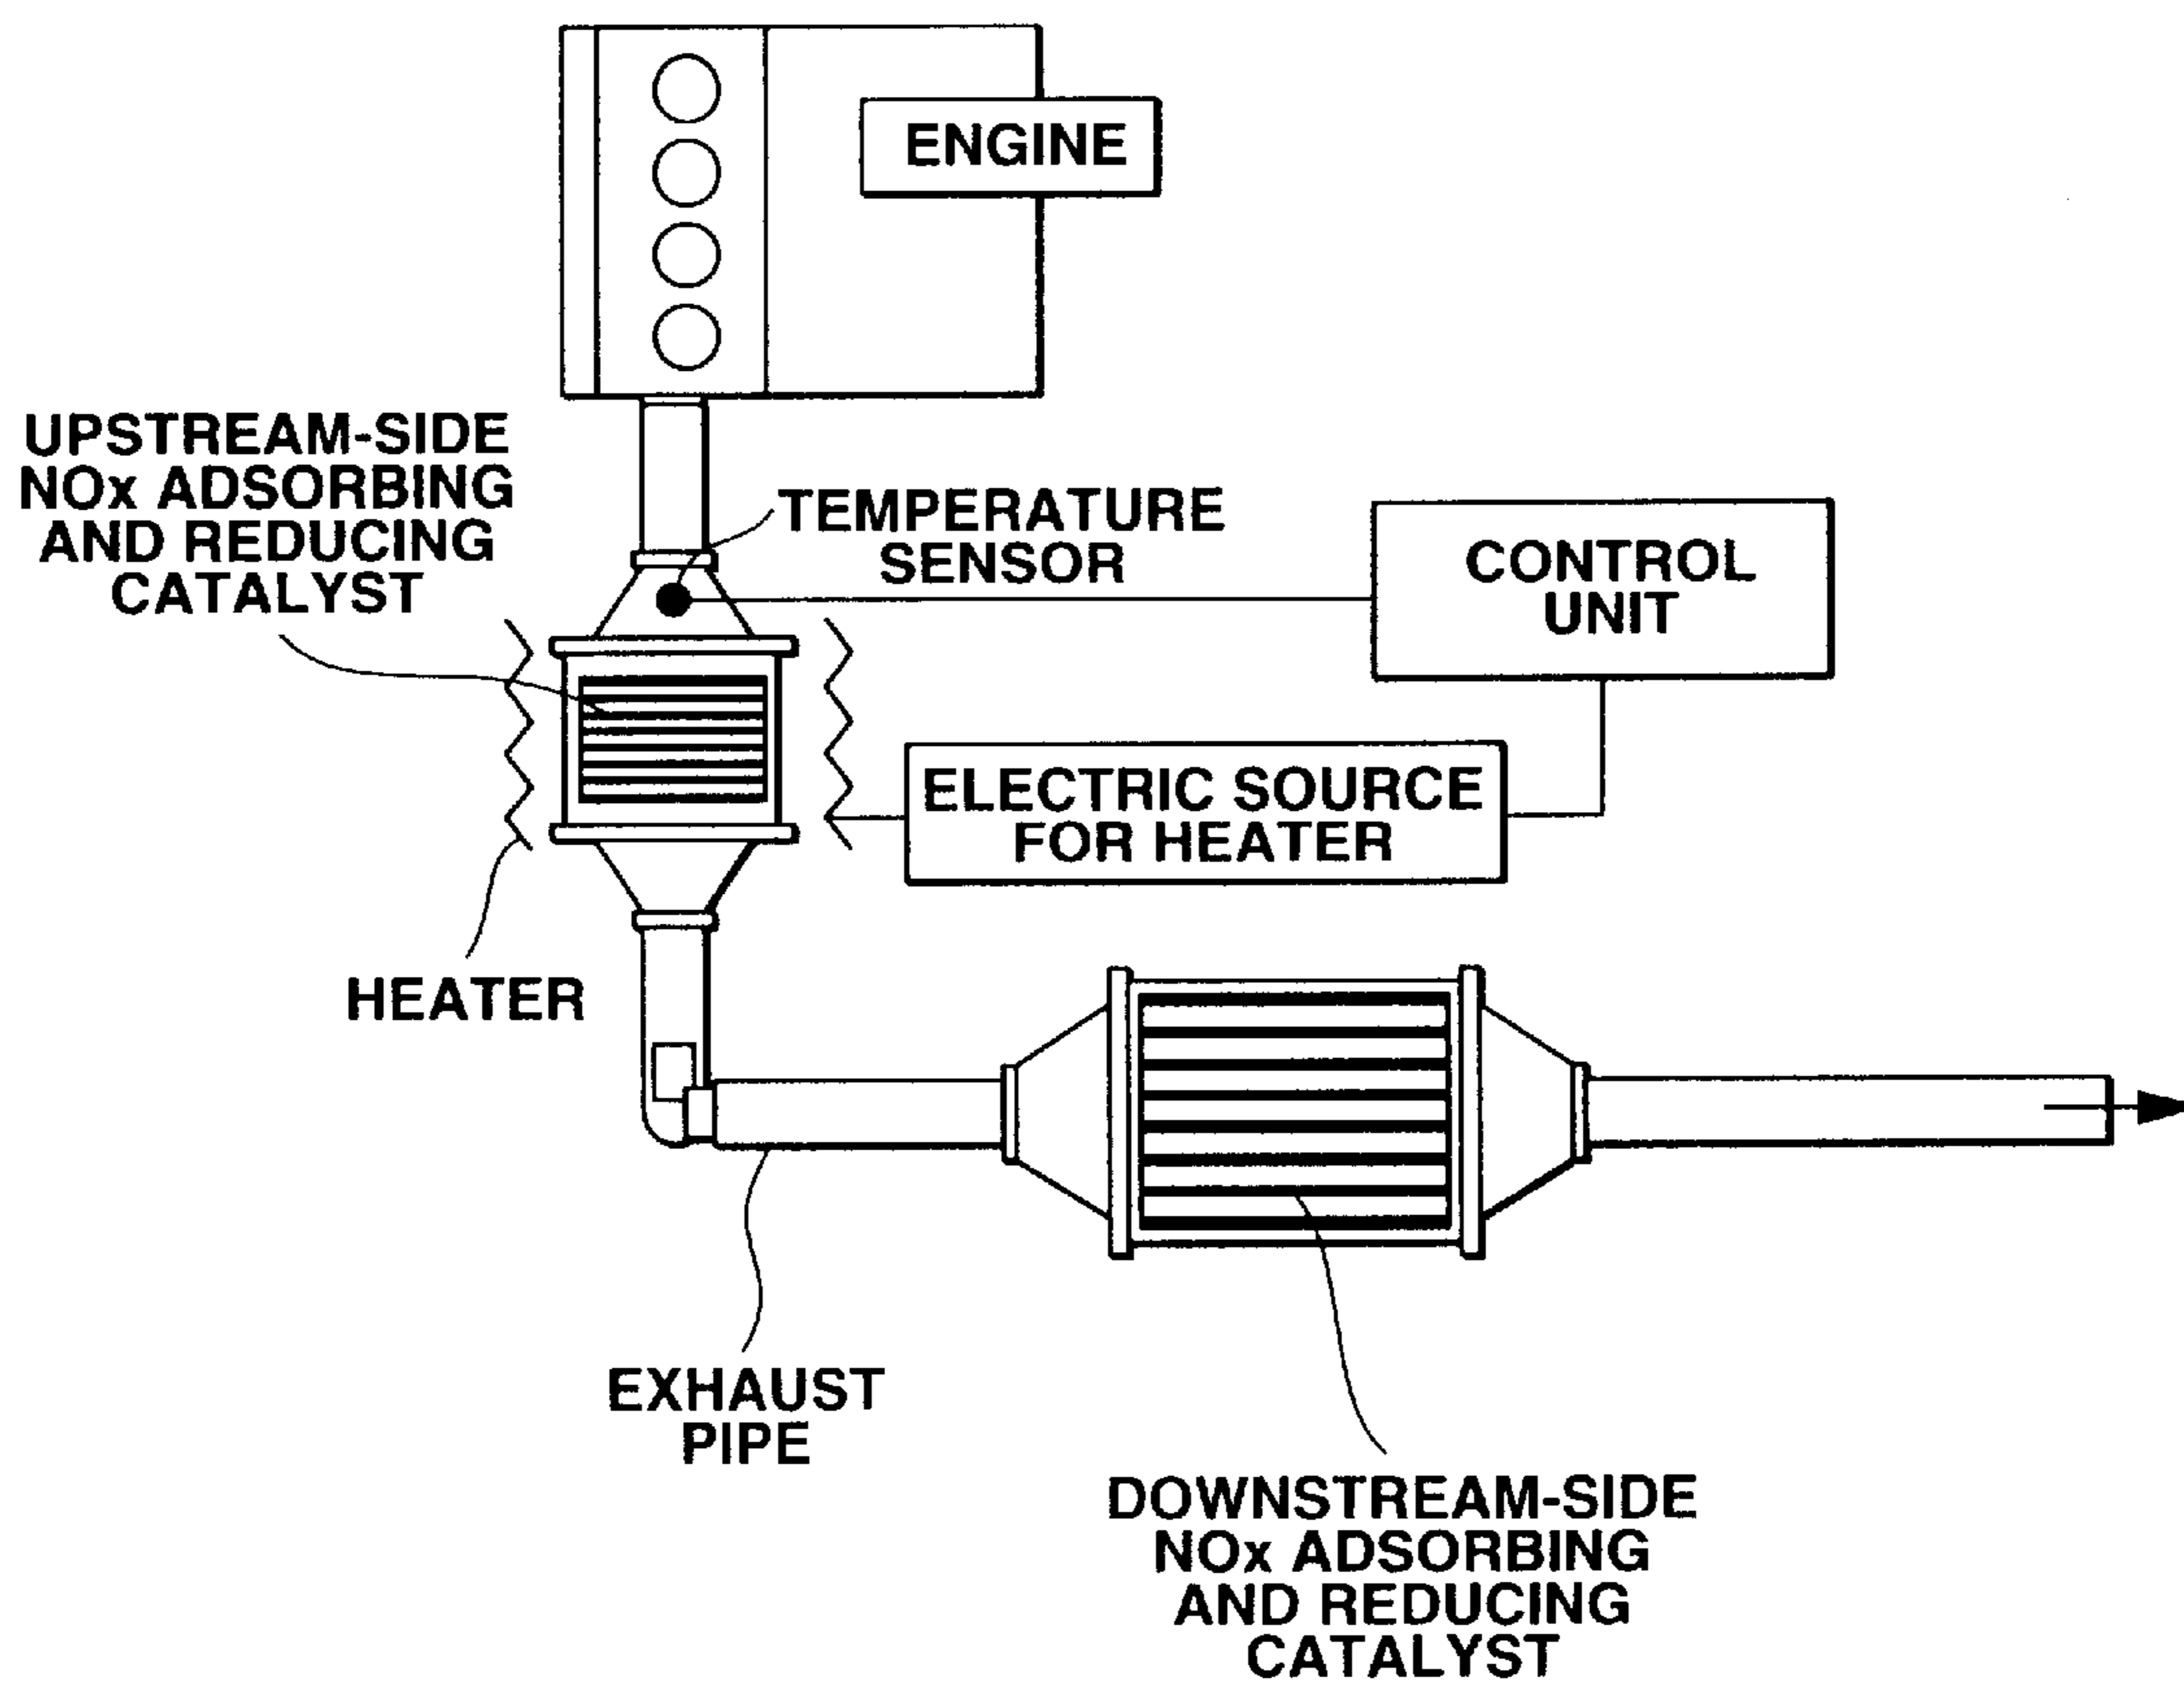 ENGINE
UPSTREAM-SIDE
NOx ADSORBING
AND REDUCING
CATALYST
TEMPERATURE
SENSOR
CONTROL
UNIT
ELECTRIC SOURCE
FOR HEATER
HEATER
EXHAUST
PIPE
DOWNSTREAM-SIDE
NOx ADSORBING
AND REDUCING
CATALYST